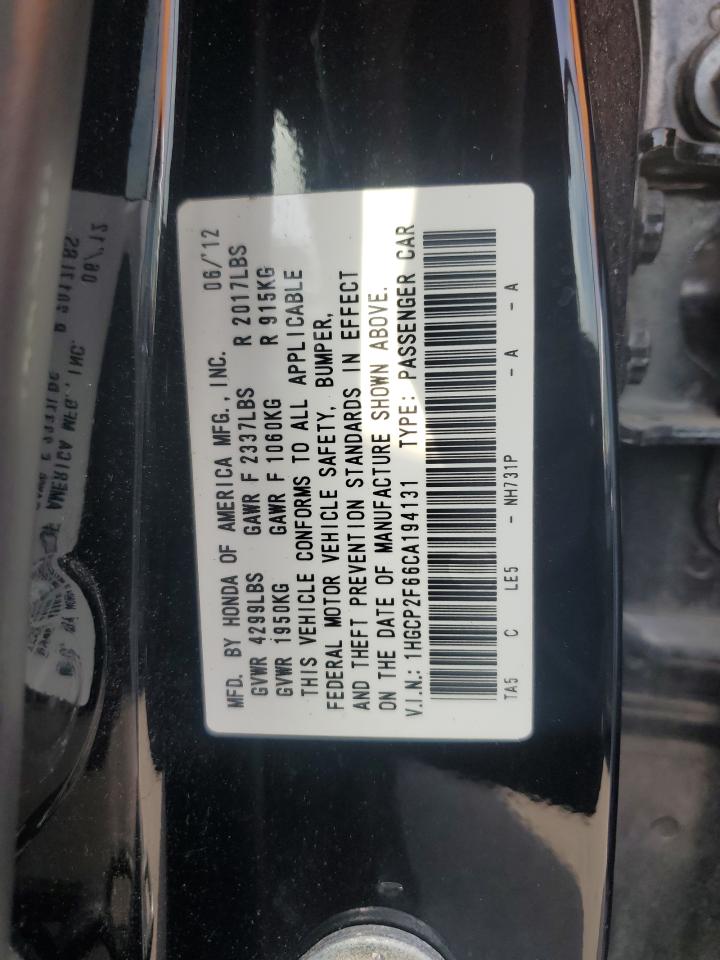 MFD. BY HONDA OF AMERICA MFG., INC. 06/'12
GVWR 4299LBS GAWR F 2337LBS R 2017LBS
GVWR 1950KG GAWR F 1060KG R 915KG
THIS VEHICLE CONFORMS TO ALL APPLICABLE
FEDERAL MOTOR VEHICLE SAFETY, BUMPER,
AND THEFT PREVENTION STANDARDS IN EFFECT
ON THE DATE OF MANUFACTURE SHOWN ABOVE.
V.I.N.: 1HGCP2F66CA194131 TYPE: PASSENGER CAR
TA5 C LE5 - NH731P - A - A